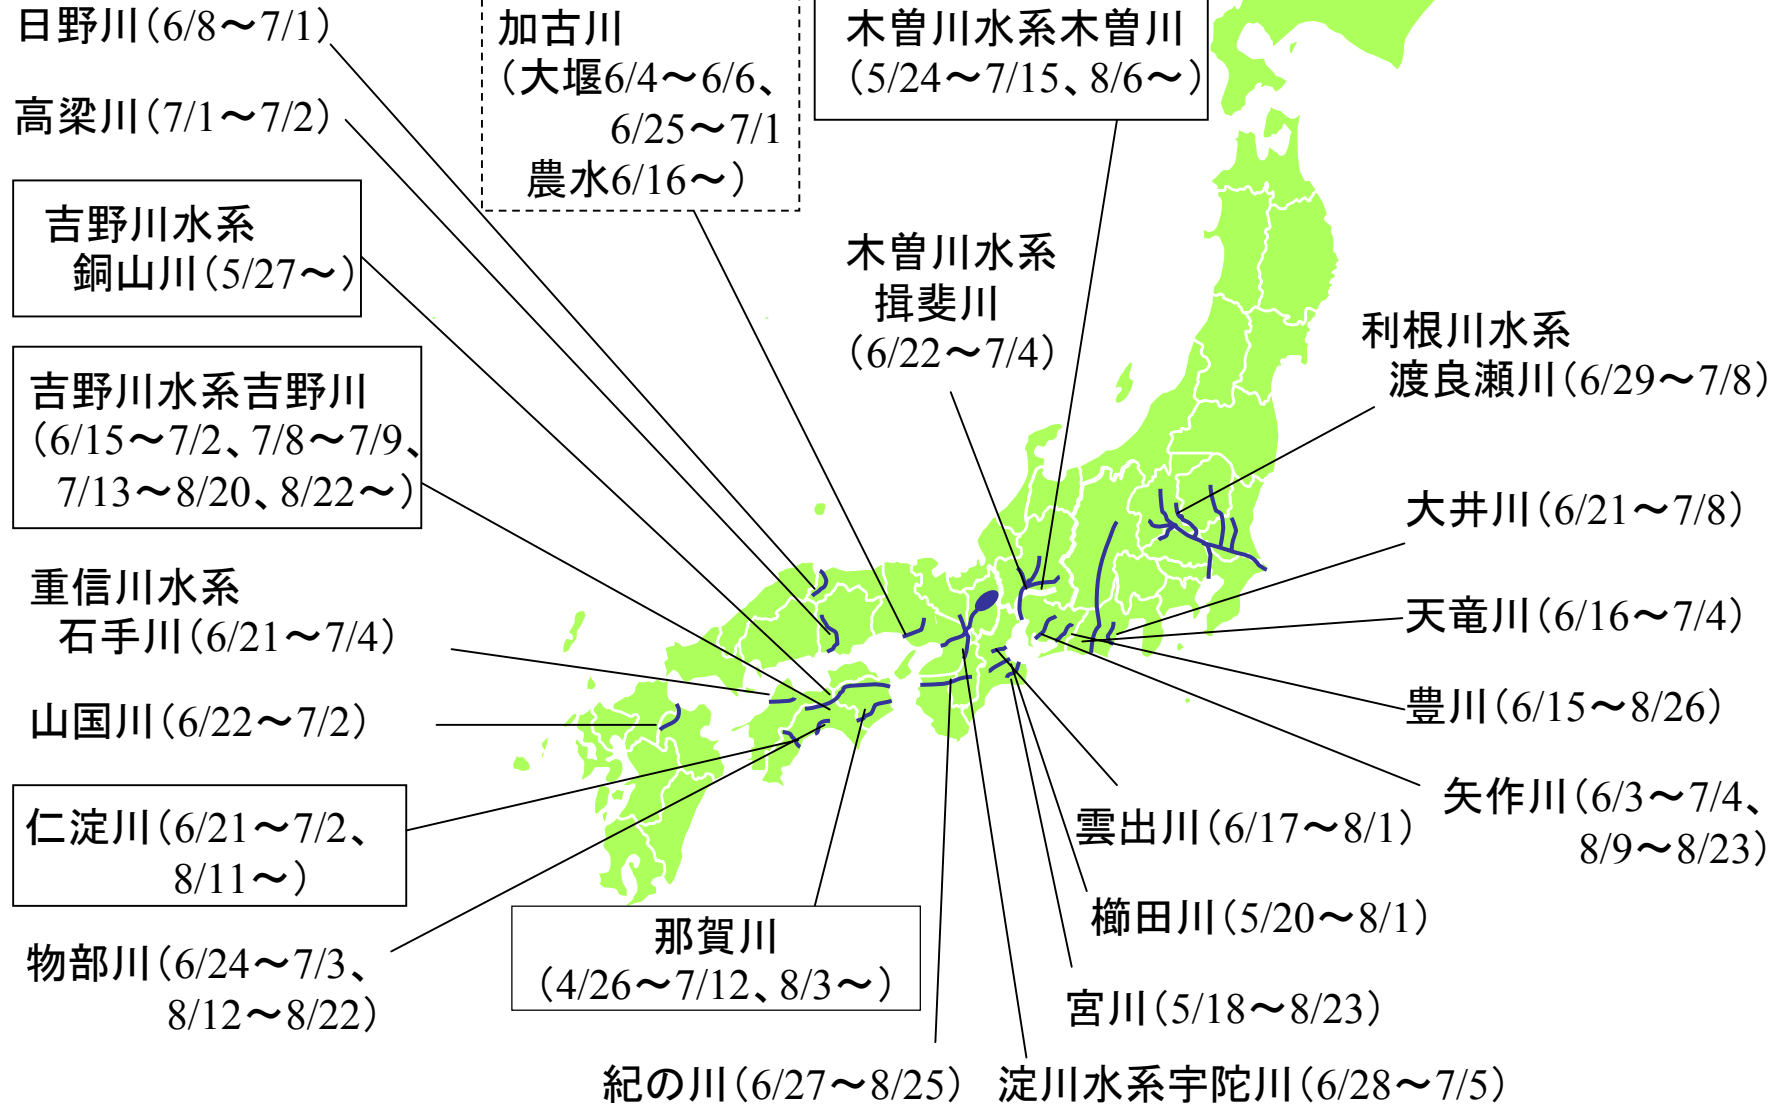 日野川(6/8～7/1)
高梁川(7/1～7/2)
吉野川水系
銅山川(5/27～)
吉野川水系吉野川
(6/15～7/2、7/8～7/9、
7/13～8/20、8/22～)
重信川水系
石手川(6/21～7/4)
山国川(6/22～7/2)
仁淀川(6/21～7/2、
8/11～)
物部川(6/24～7/3、
8/12～8/22)
加古川
(大堰6/4～6/6、
6/25～7/1
農水6/16～)
木曽川水系木曽川
(5/24～7/15、8/6～)
木曽川水系
揖斐川
(6/22～7/4)
利根川水系
渡良瀬川(6/29～7/8)
大井川(6/21～7/8)
天竜川(6/16～7/4)
豊川(6/15～8/26)
矢作川(6/3～7/4、
8/9～8/23)
雲出川(6/17～8/1)
櫛田川(5/20～8/1)
宮川(5/18～8/23)
那賀川
(4/26～7/12、8/3～)
紀の川(6/27～8/25)
淀川水系宇陀川(6/28～7/5)